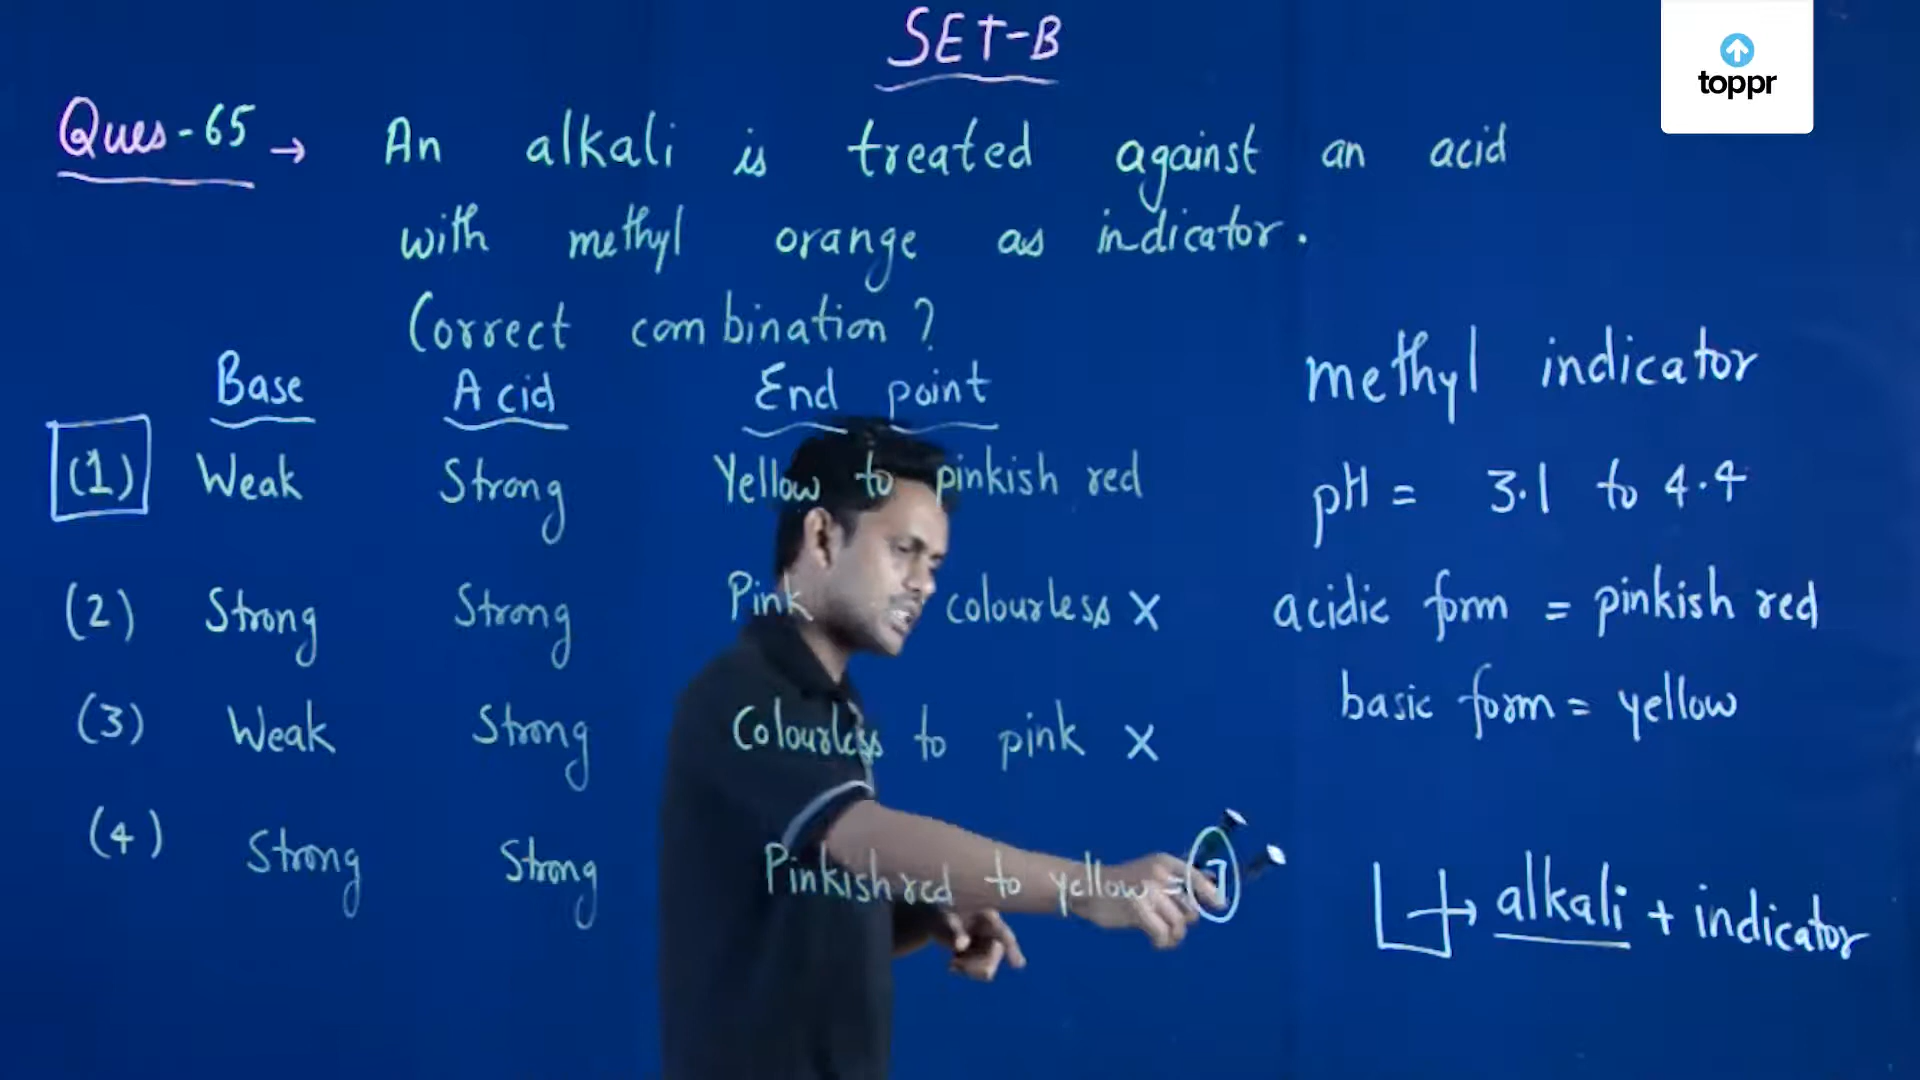 SET-B
toppr
Ques-65 → An alkali is treated against an acid
with methyl orange as indicator.
Correct combination ?
Base Acid End point
(1) Weak Strong Yellow to pinkish red
(2) Strong Strong Pink colourless X
(3) Weak Strong Colourless to pink X
(4) Strong Strong Pinkish red to yellow = 7
methyl indicator
pH = 3.1 to 4.4
acidic form = pinkish red
basic form = yellow
→ alkali + indicator